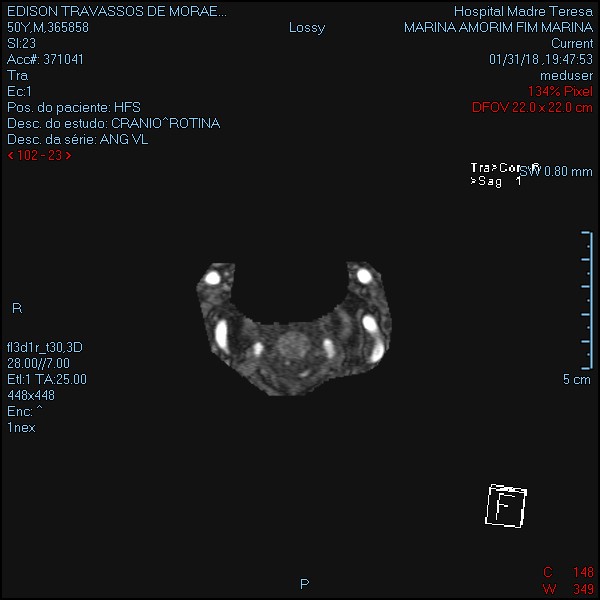 EDISON TRAVASSOS DE MORAE...
50Y,M,365858
Sl:23
Acc#: 371041
Tra
Ec:1
Pos. do paciente: HFS
Desc. do estudo: CRANIO^ROTINA
Desc. da série: ANG VL
< 102 - 23 >
Lossy
Hospital Madre Teresa
MARINA AMORIM FIM MARINA
Current
01/31/18 ,19:47:53
meduser
134% Pixel
DFOV 22.0 x 22.0 cm
Tra>Cor
SW 0.80 mm
>Sag 1
R
fl3d1r_t30,3D
28.00//7.00
Etl:1 TA:25.00
448x448
Enc: ^
1nex
5 cm
F
P
C 148
W 349